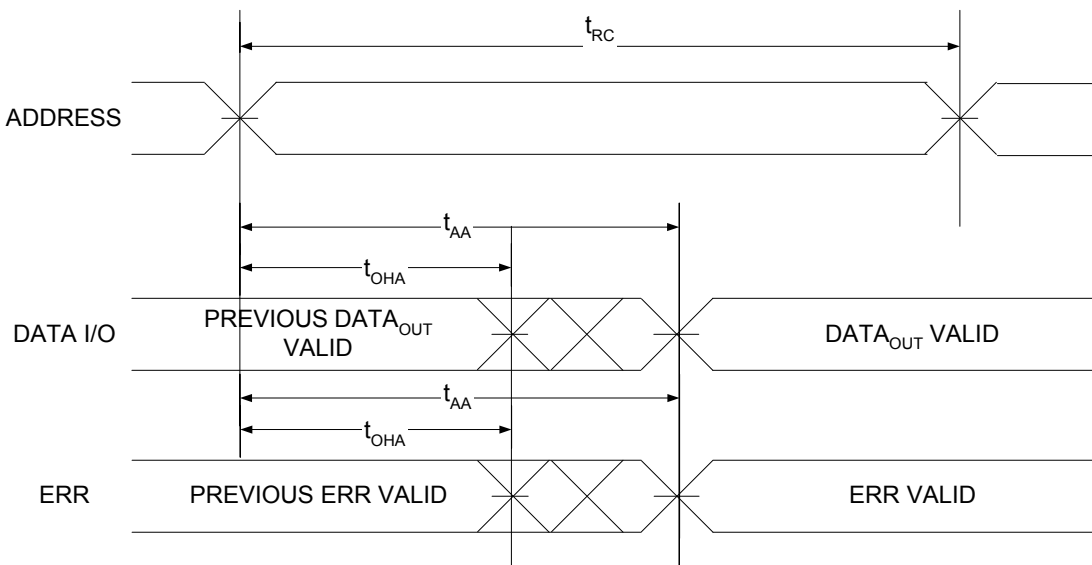 tRC
ADDRESS
tAA
tOHA
DATA I/O
PREVIOUS DATAOUT
VALID
DATAOUT VALID
tAA
tOHA
ERR
PREVIOUS ERR VALID
ERR VALID